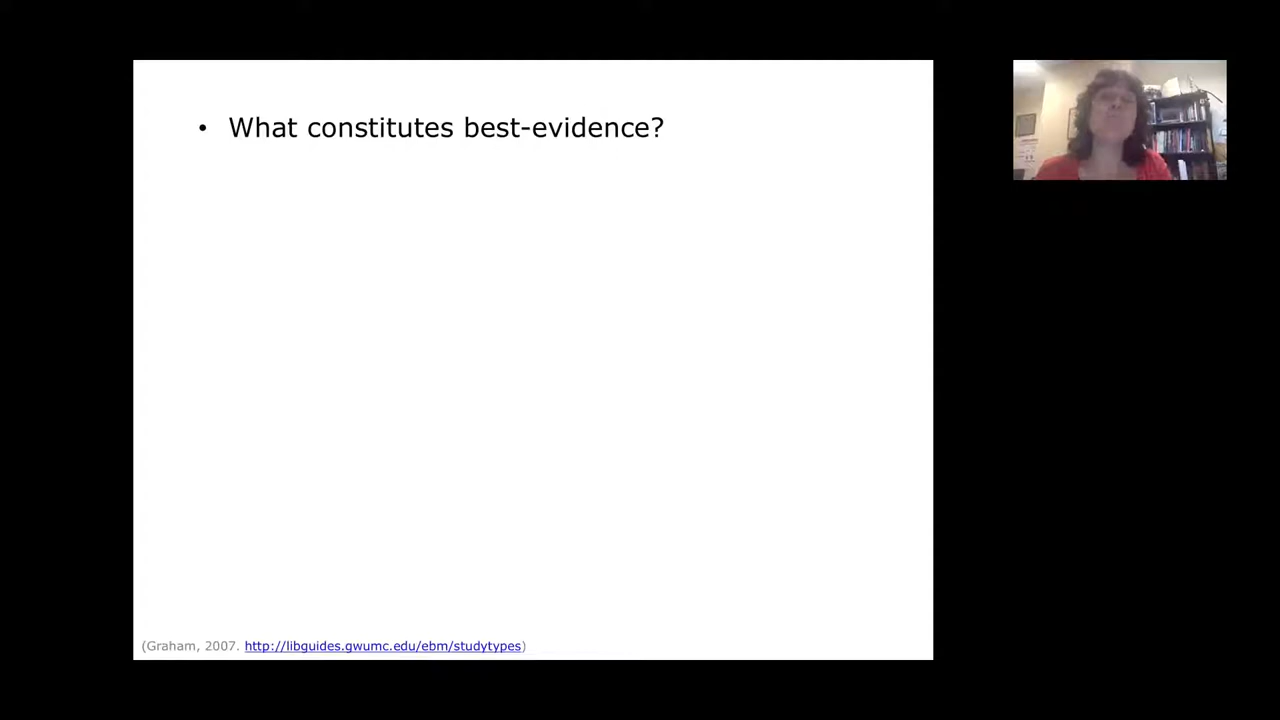 • What constitutes best-evidence?
(Graham, 2007. http://libguides.gwumc.edu/ebm/studytypes)